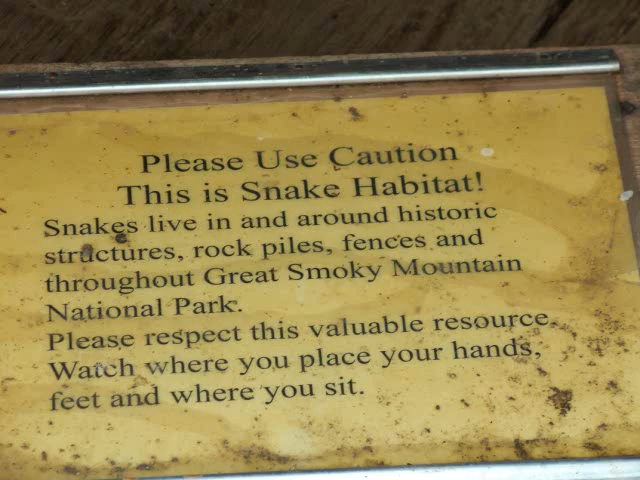 Please Use Caution
This is Snake Habitat!
Snakes live in and around historic
structures, rock piles, fences and
throughout Great Smoky Mountain
National Park.
Please respect this valuable resource.
Watch where you place your hands,
feet and where you sit.